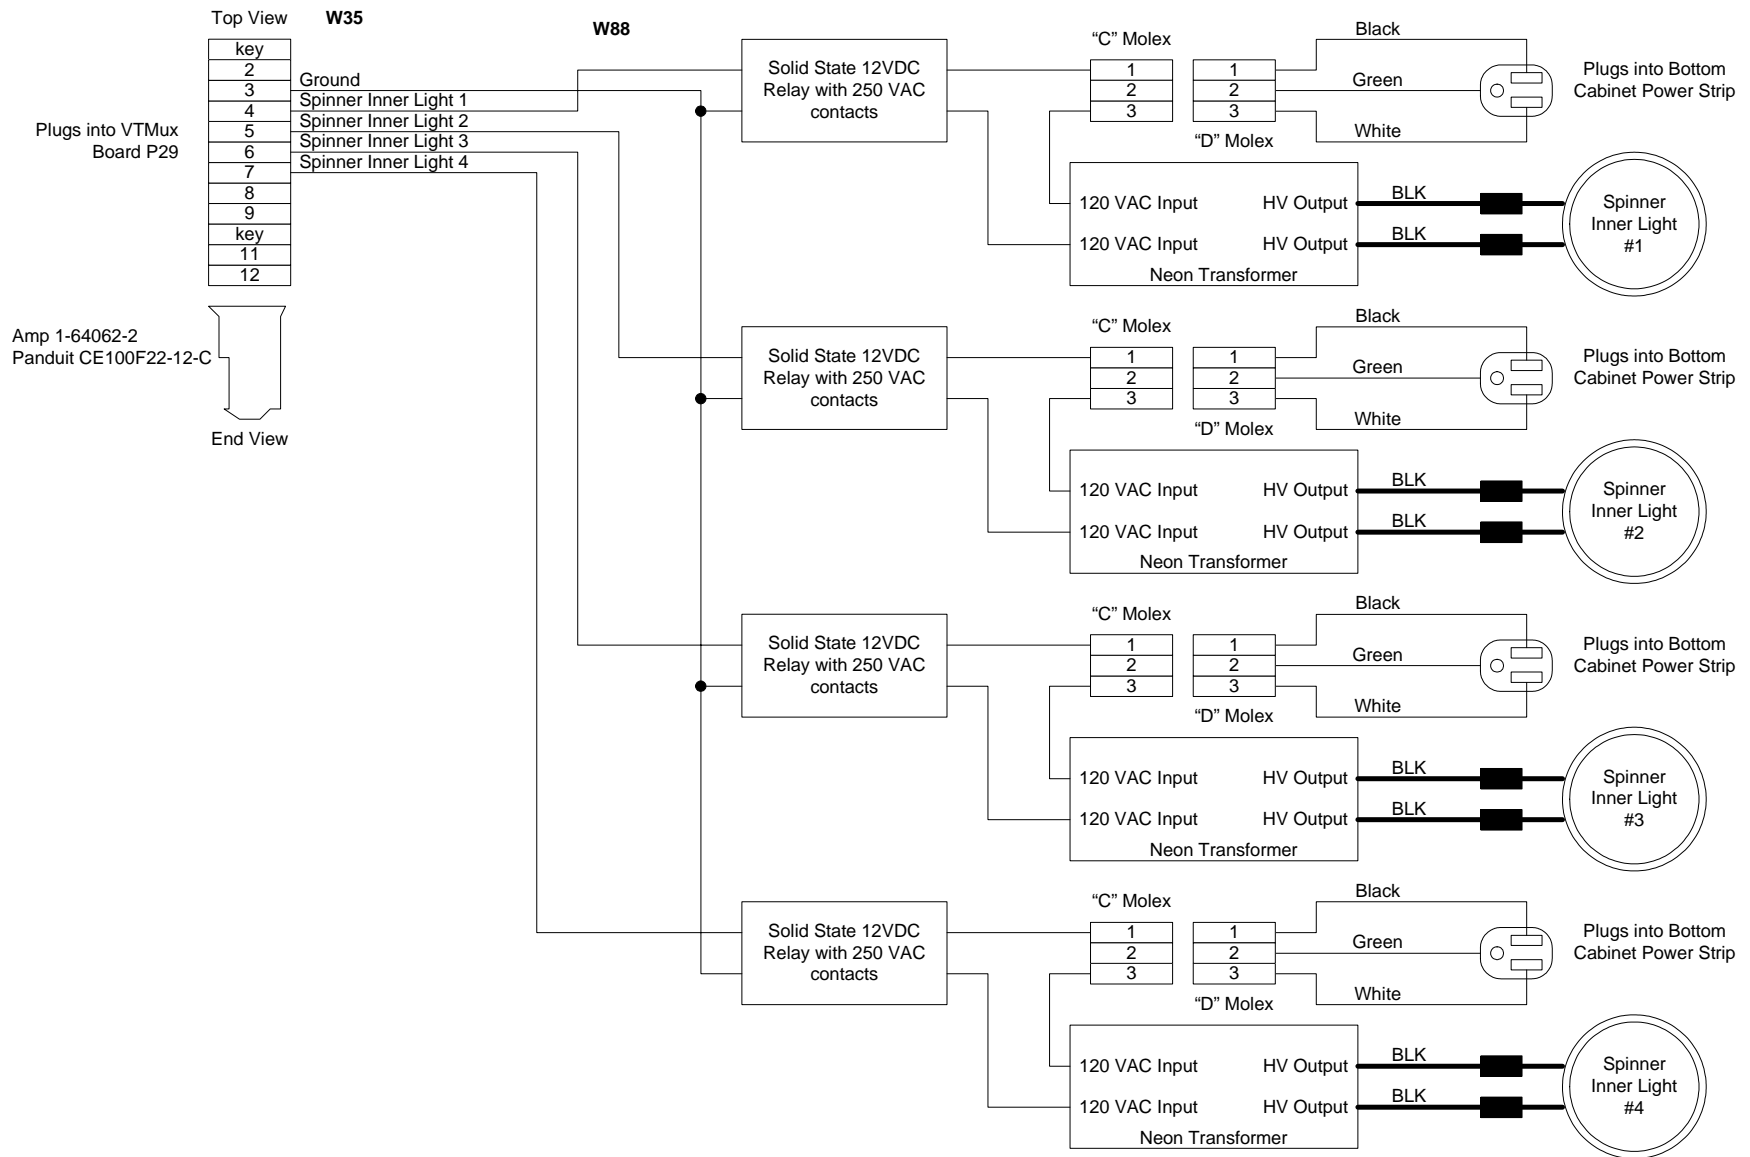 Top View
W35
W88
key
2
3
4
5
6
7
8
9
key
11
12
Ground
Spinner Inner Light 1
Spinner Inner Light 2
Spinner Inner Light 3
Spinner Inner Light 4
Plugs into VTMux
Board P29
Amp 1-64062-2
Panduit CE100F22-12-C
End View
Solid State 12VDC
Relay with 250 VAC
contacts
“C” Molex
1
2
3
1
2
3
“D” Molex
Black
Green
White
Plugs into Bottom
Cabinet Power Strip
120 VAC Input
HV Output
120 VAC Input
HV Output
Neon Transformer
BLK
BLK
Spinner
Inner Light
#1
Solid State 12VDC
Relay with 250 VAC
contacts
“C” Molex
1
2
3
1
2
3
“D” Molex
Black
Green
White
Plugs into Bottom
Cabinet Power Strip
120 VAC Input
HV Output
120 VAC Input
HV Output
Neon Transformer
BLK
BLK
Spinner
Inner Light
#2
Solid State 12VDC
Relay with 250 VAC
contacts
“C” Molex
1
2
3
1
2
3
“D” Molex
Black
Green
White
Plugs into Bottom
Cabinet Power Strip
120 VAC Input
HV Output
120 VAC Input
HV Output
Neon Transformer
BLK
BLK
Spinner
Inner Light
#3
Solid State 12VDC
Relay with 250 VAC
contacts
“C” Molex
1
2
3
1
2
3
“D” Molex
Black
Green
White
Plugs into Bottom
Cabinet Power Strip
120 VAC Input
HV Output
120 VAC Input
HV Output
Neon Transformer
BLK
BLK
Spinner
Inner Light
#4